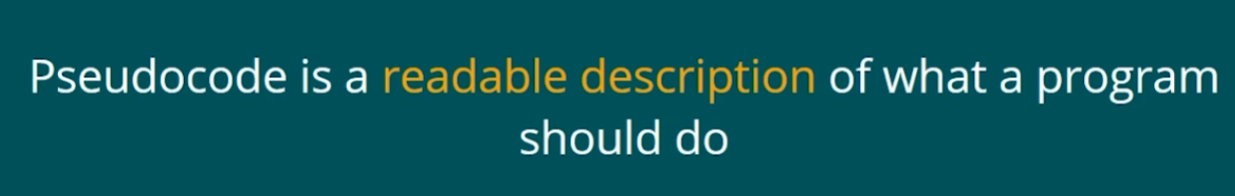 Pseudocode is a readable description of what a program
should do